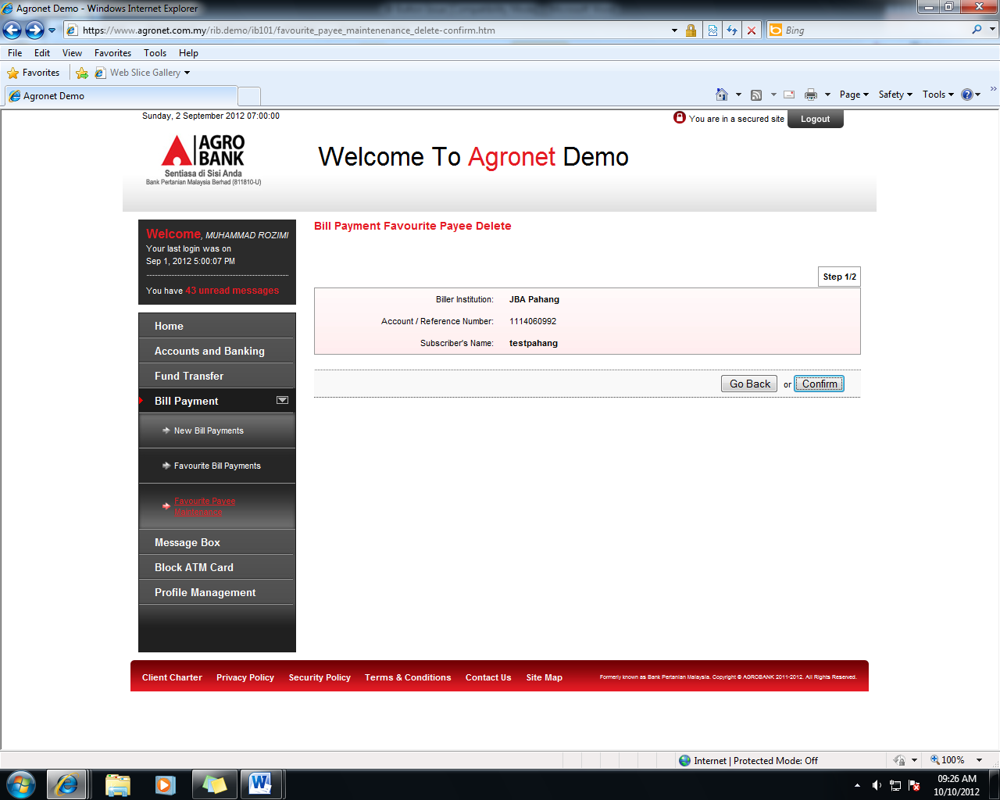 Agronet Demo - Windows Internet Explorer
https://www.agronet.com.my/rib.demo/ib101/favourite_payee_maintenenance_delete-confirm.htm
Bing
File Edit View Favorites Tools Help
Favorites Web Slice Gallery
Agronet Demo
Page Safety Tools
Sunday, 2 September 2012 07:00:00
You are in a secured site Logout
AGRO
BANK
Sentiasa di Sisi Anda
Bank Pertanian Malaysia Berhad (811810-U)
Welcome To Agronet Demo
Welcome, MUHAMMAD ROZIMI
Your last login was on
Sep 1, 2012 5:00:07 PM
You have 43 unread messages
Home
Accounts and Banking
Fund Transfer
Bill Payment
New Bill Payments
Favourite Bill Payments
Favourite Payee
Maintenance
Message Box
Block ATM Card
Profile Management
Bill Payment Favourite Payee Delete
Step 1/2
Biller Institution: JBA Pahang
Account / Reference Number: 1114060992
Subscriber's Name: testpahang
Go Back or Confirm
Client Charter Privacy Policy Security Policy Terms & Conditions Contact Us Site Map
Formerly known as Bank Pertanian Malaysia. Copyright © AGROBANK 2011-2012. All Rights Reserved.
Internet | Protected Mode: Off
100%
09:26 AM
10/10/2012